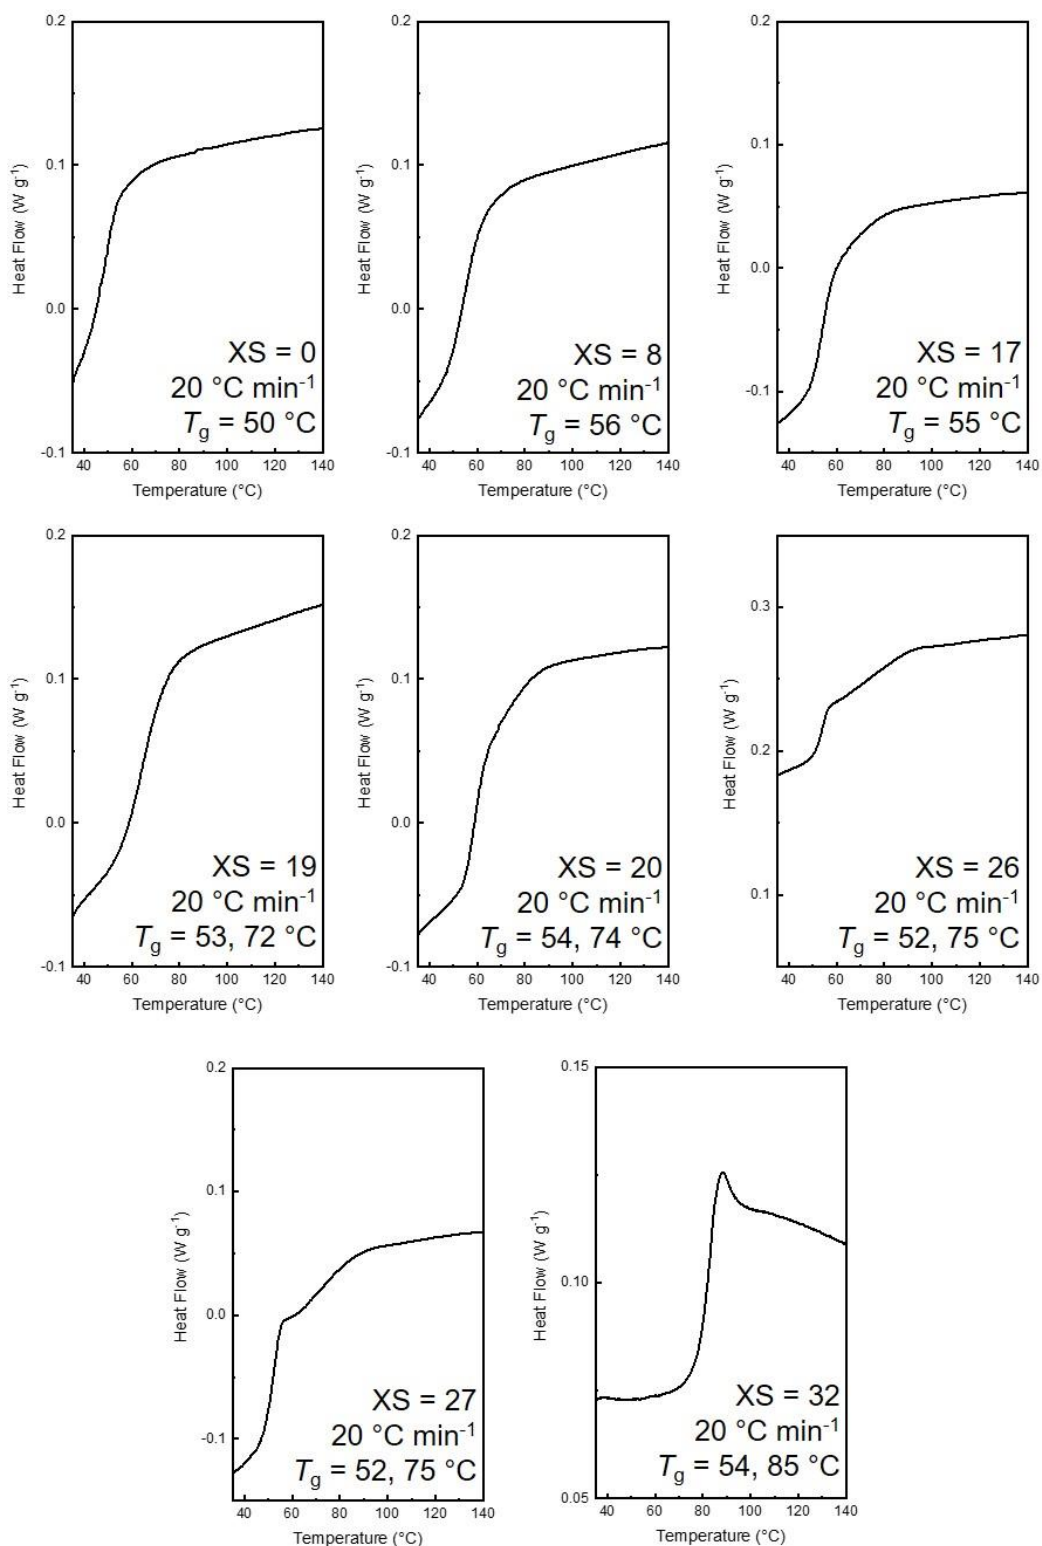 0.2
0.1
0.0
-0.1
Heat Flow (W g⁻¹)
XS = 0
20 °C min⁻¹
Tg = 50 °C
40 60 80 100 120 140
Temperature (°C)
0.2
0.1
0.0
-0.1
Heat Flow (W g⁻¹)
XS = 8
20 °C min⁻¹
Tg = 56 °C
40 60 80 100 120 140
Temperature (°C)
0.2
0.1
0.0
-0.1
Heat Flow (W g⁻¹)
XS = 17
20 °C min⁻¹
Tg = 55 °C
40 60 80 100 120 140
Temperature (°C)
0.2
0.1
0.0
-0.1
Heat Flow (W g⁻¹)
XS = 19
20 °C min⁻¹
Tg = 53, 72 °C
40 60 80 100 120 140
Temperature (°C)
0.2
0.1
0.0
-0.1
Heat Flow (W g⁻¹)
XS = 20
20 °C min⁻¹
Tg = 54, 74 °C
40 60 80 100 120 140
Temperature (°C)
0.3
0.2
0.1
Heat Flow (W g⁻¹)
XS = 26
20 °C min⁻¹
Tg = 52, 75 °C
40 60 80 100 120 140
Temperature (°C)
0.2
0.1
0.0
-0.1
Heat Flow (W g⁻¹)
XS = 27
20 °C min⁻¹
Tg = 52, 75 °C
40 60 80 100 120 140
Temperature (°C)
0.15
0.10
0.05
Heat Flow (W g⁻¹)
XS = 32
20 °C min⁻¹
Tg = 54, 85 °C
40 60 80 100 120 140
Temperature (°C)